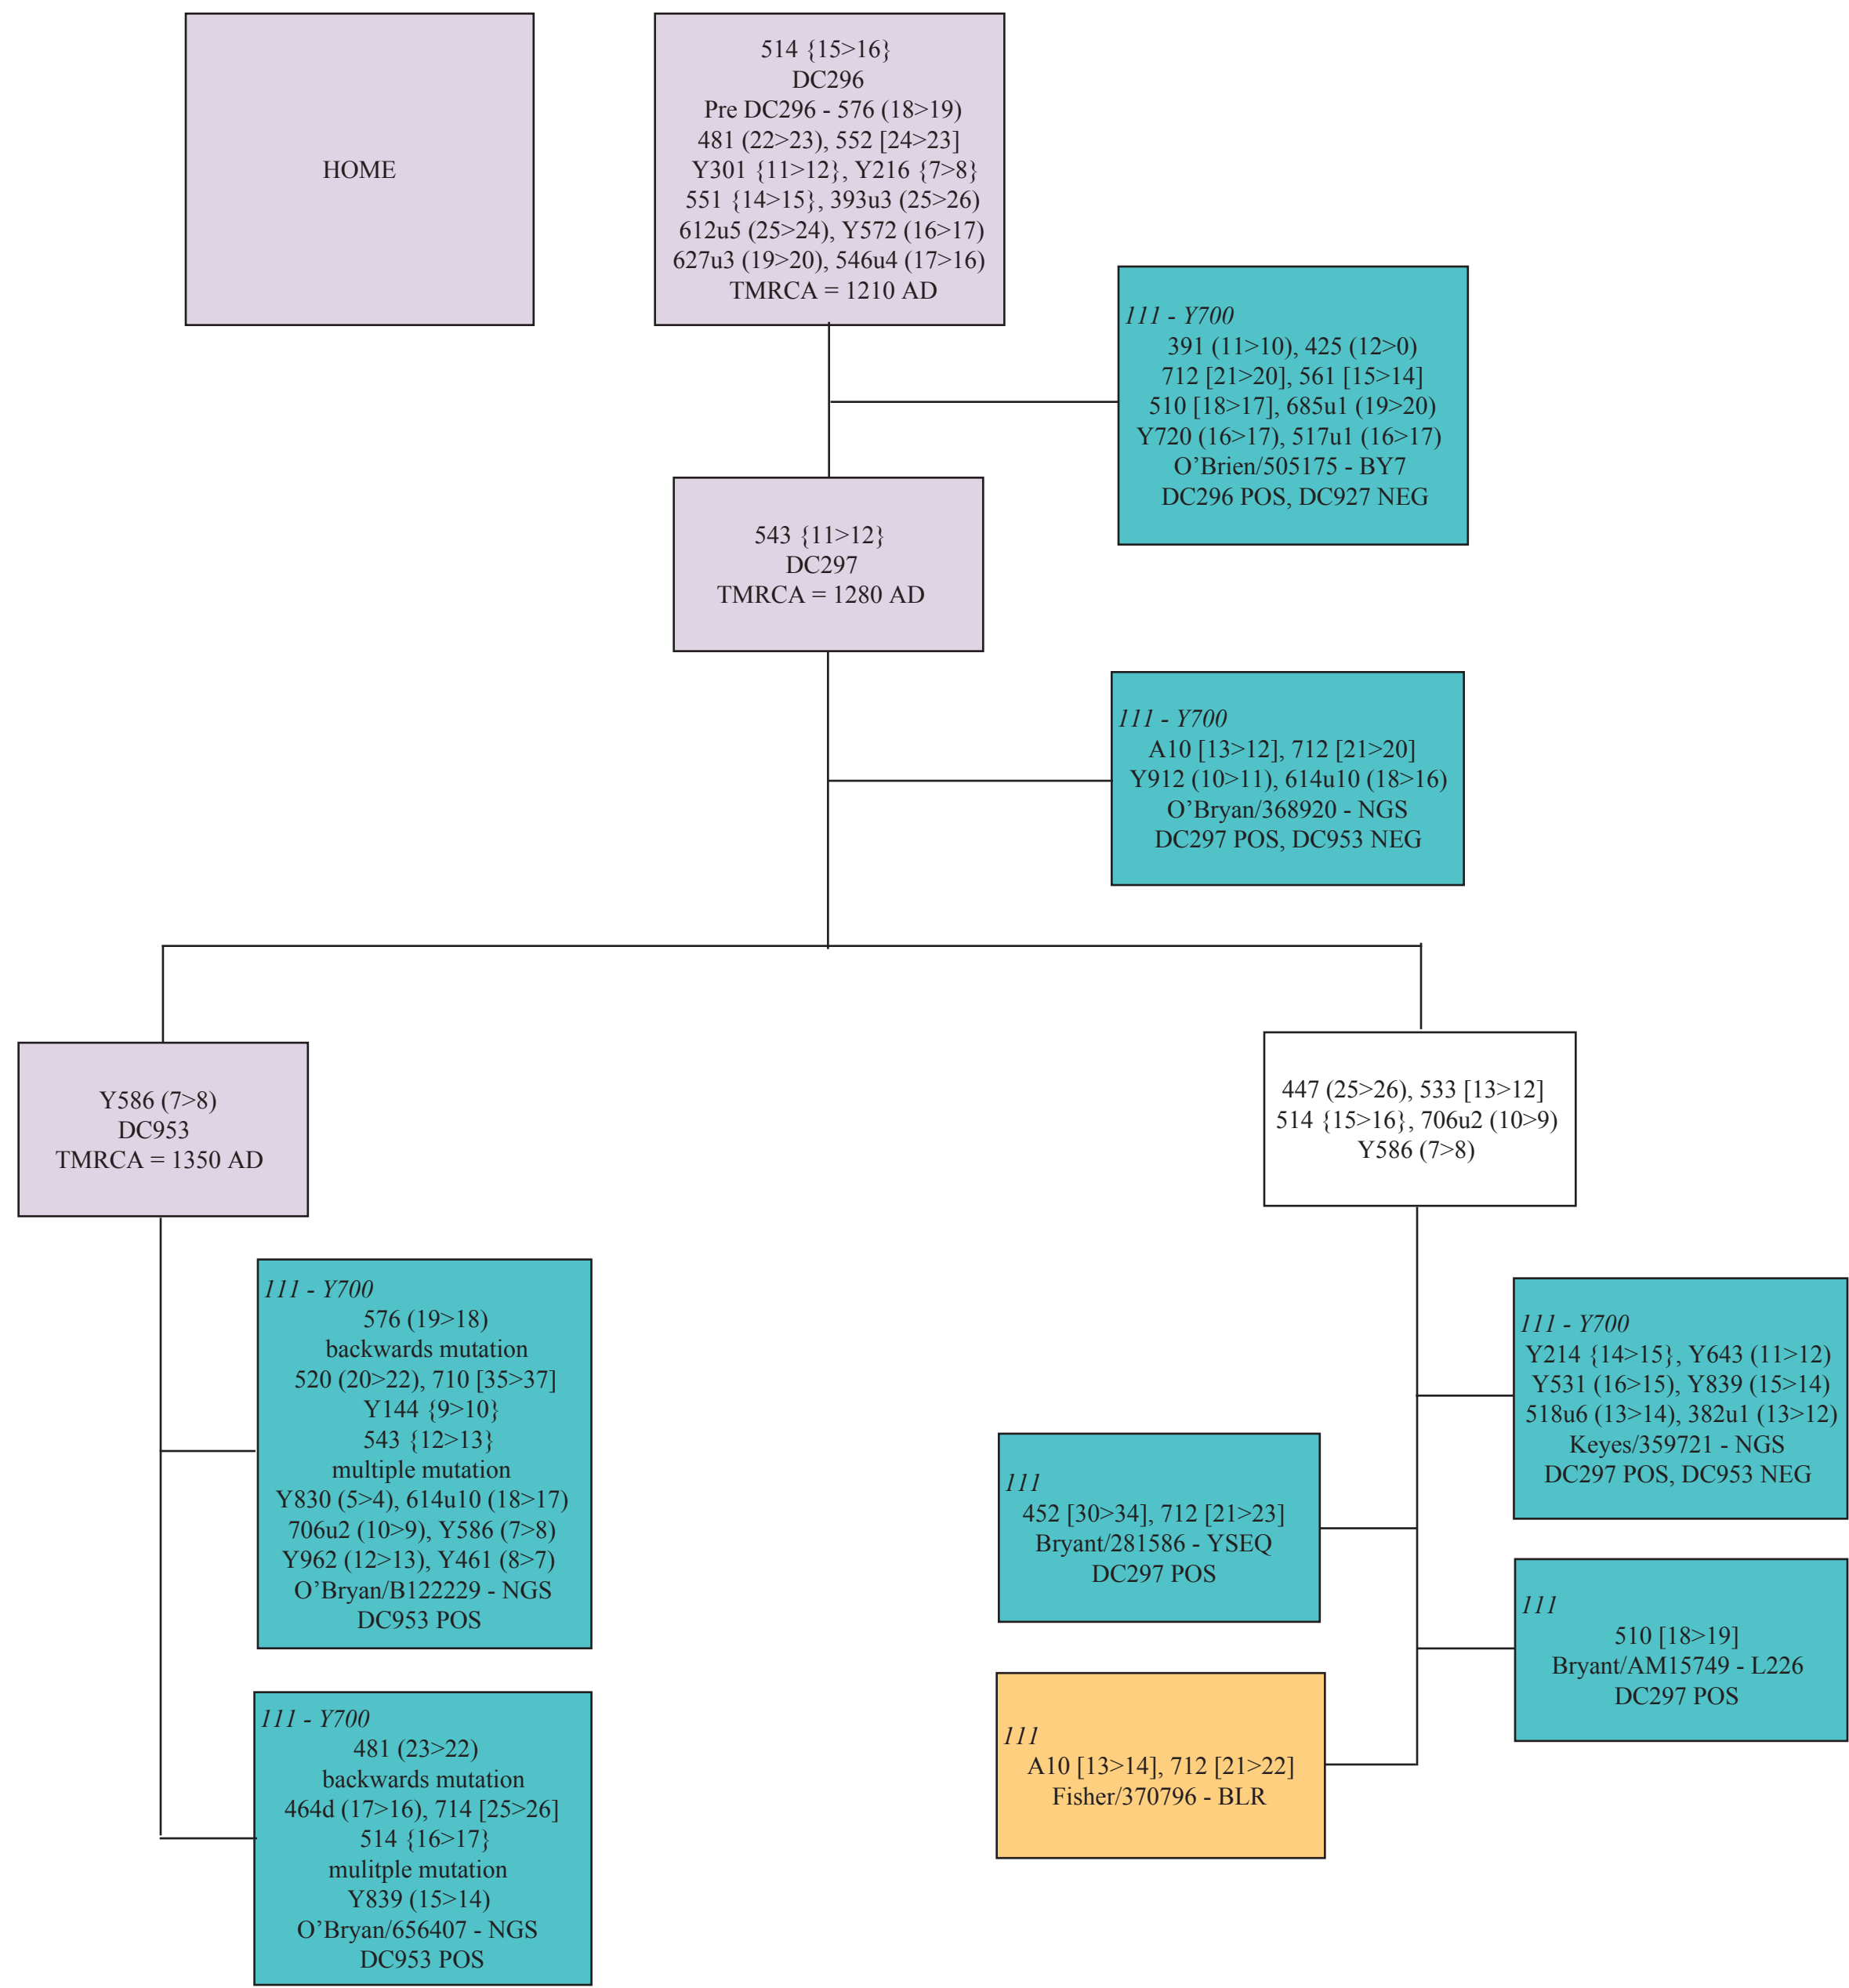 HOME
514 {15>16}
DC296
Pre DC296 - 576 (18>19)
481 (22>23), 552 [24>23]
Y301 {11>12}, Y216 {7>8}
551 {14>15}, 393u3 (25>26)
612u5 (25>24), Y572 (16>17)
627u3 (19>20), 546u4 (17>16)
TMRCA = 1210 AD
111 - Y700
391 (11>10), 425 (12>0)
712 [21>20], 561 [15>14]
510 [18>17], 685u1 (19>20)
Y720 (16>17), 517u1 (16>17)
O’Brien/505175 - BY7
DC296 POS, DC927 NEG
543 {11>12}
DC297
TMRCA = 1280 AD
111 - Y700
A10 [13>12], 712 [21>20]
Y912 (10>11), 614u10 (18>16)
O’Bryan/368920 - NGS
DC297 POS, DC953 NEG
Y586 (7>8)
DC953
TMRCA = 1350 AD
447 (25>26), 533 [13>12]
514 {15>16}, 706u2 (10>9)
Y586 (7>8)
111 - Y700
576 (19>18)
backwards mutation
520 (20>22), 710 [35>37]
Y144 {9>10}
543 {12>13}
multiple mutation
Y830 (5>4), 614u10 (18>17)
706u2 (10>9), Y586 (7>8)
Y962 (12>13), Y461 (8>7)
O’Bryan/B122229 - NGS
DC953 POS
111 - Y700
Y214 {14>15}, Y643 (11>12)
Y531 (16>15), Y839 (15>14)
518u6 (13>14), 382u1 (13>12)
Keyes/359721 - NGS
DC297 POS, DC953 NEG
111
452 [30>34], 712 [21>23]
Bryant/281586 - YSEQ
DC297 POS
111
510 [18>19]
Bryant/AM15749 - L226
DC297 POS
111
A10 [13>14], 712 [21>22]
Fisher/370796 - BLR
111 - Y700
481 (23>22)
backwards mutation
464d (17>16), 714 [25>26]
514 {16>17}
mulitple mutation
Y839 (15>14)
O’Bryan/656407 - NGS
DC953 POS